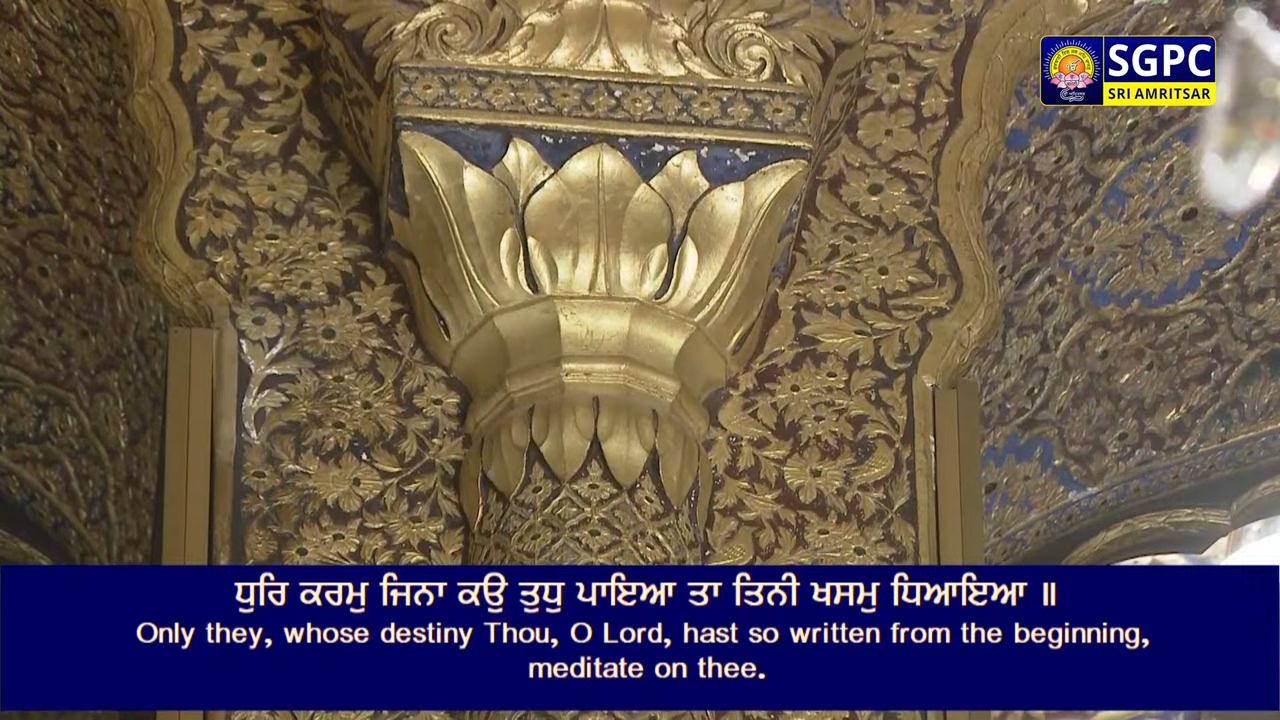 SGPC
SRI AMRITSAR
ਧੁਰਿ ਕਰਮੁ ਜਿਨਾ ਕਉ ਤੁਧੁ ਪਾਇਆ ਤਾ ਤਿਨੀ ਖਸਮੁ ਧਿਆਇਆ ॥
Only they, whose destiny Thou, O Lord, hast so written from the beginning,
meditate on thee.